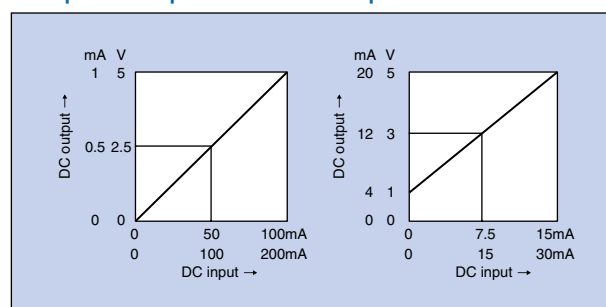 mA V
1 5
0.5 2.5
0 0
DC output →
0 50 100mA
0 100 200mA
DC input →
mA V
20 5
12 3
4 1
0 0
DC output →
0 7.5 15mA
0 15 30mA
DC input →